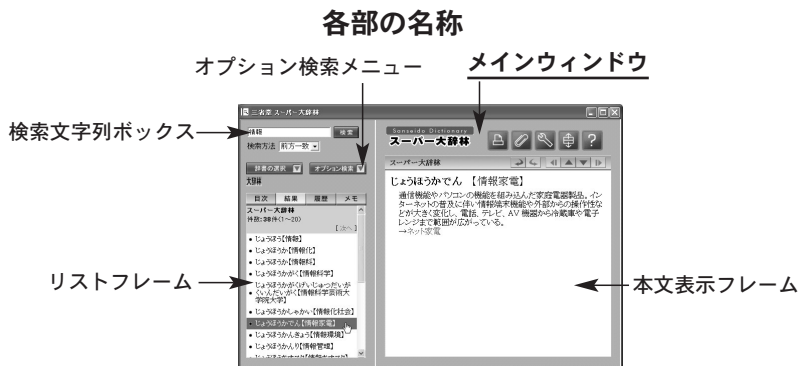 各部の名称
オプション検索メニュー
メインウィンドウ
検索文字列ボックス
リストフレーム
本文表示フレーム
三省堂 スーパー大辞林
情報
検索
検索方法 前方一致
辞書の選択
オプション検索
大辞林
目次 結果 履歴 メモ
スーパー大辞林
件数:38件(1～20)
[次へ]
• じょうほう【情報】
• じょうほうか【情報化】
• じょうほうか【情報科】
• じょうほうかがく【情報科学】
• じょうほうかがくげいじゅつだいが
くいんだいがく【情報科学芸術大
学院大学】
• じょうほうかしゃかい【情報化社会】
• じょうほうかでん【情報家電】
• じょうほうかんきょう【情報環境】
• じょうほうかんり【情報管理】
Sanseido Dictionary
スーパー大辞林
?
スーパー大辞林
じょうほうかでん 【情報家電】
通信機能やパソコンの機能を組み込んだ家庭電器製品。イン
ターネットの普及に伴い情報端末機能や外部からの操作性な
どが大きく変化し、電話、テレビ、AV 機器から冷蔵庫や電子
レンジまで範囲が広がっている。
→ネット家電